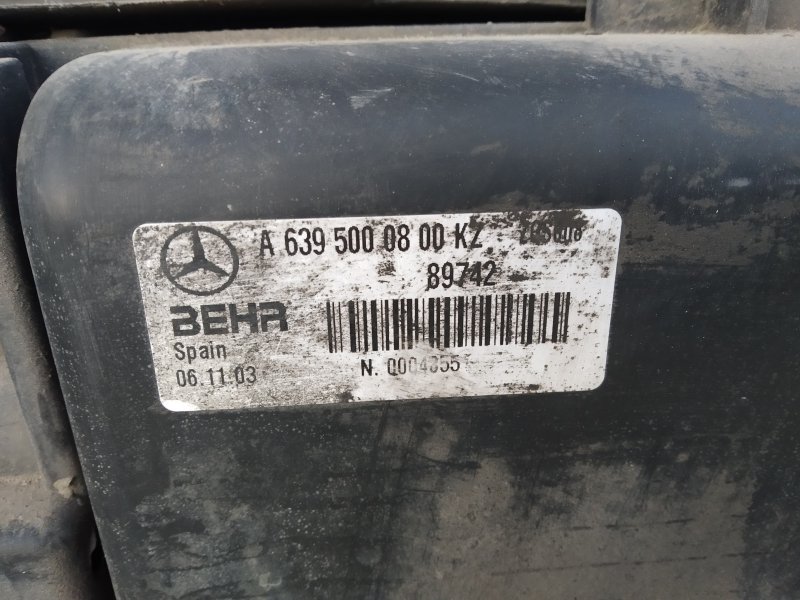 A 639 500 08 00 KZ
89742
BEHR
Spain
06.11.03
N. 0004355